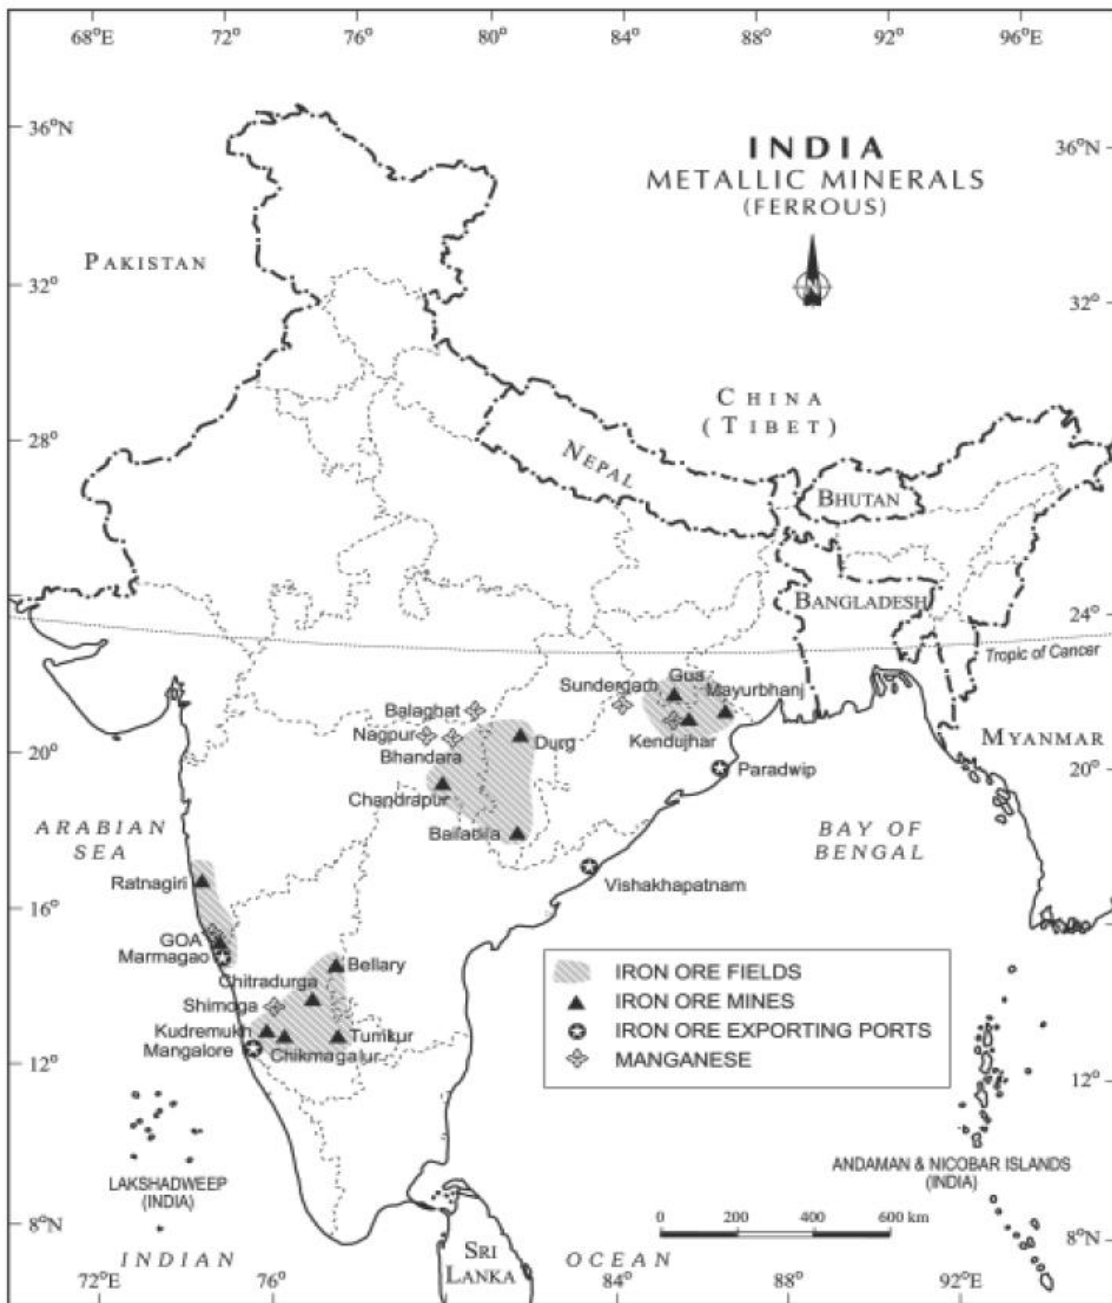 68°E 72° 76° 80° 84° 88° 92° 96°E
36°N
INDIA
METALLIC MINERALS
(FERROUS)
36°N
PAKISTAN
N
32°
32°
CHINA
(TIBET)
28°
NEPAL
BHUTAN
BANGLADESH
24°
Tropic of Cancer
Sundergarh
Gua
Mayurbhanj
Balaghat
Nagpur
Durg
Kendujhar
MYANMAR
20°
Bhandara
Paradwip
20°
Chandrapur
Bailadila
ARABIAN
SEA
BAY OF
BENGAL
Ratnagiri
Vishakhapatnam
16°
GOA
Marmagao
Bellary
Chitradurga
Shimoga
Kudremukh
Tumkur
Mangalore
Chikmagalur
IRON ORE FIELDS
IRON ORE MINES
IRON ORE EXPORTING PORTS
MANGANESE
12°
12°
LAKSHADWEEP
(INDIA)
ANDAMAN & NICOBAR ISLANDS
(INDIA)
0 200 400 600 km
8°N
8°N
INDIAN
SRI
LANKA
OCEAN
72°E 76° 84° 88° 92°E